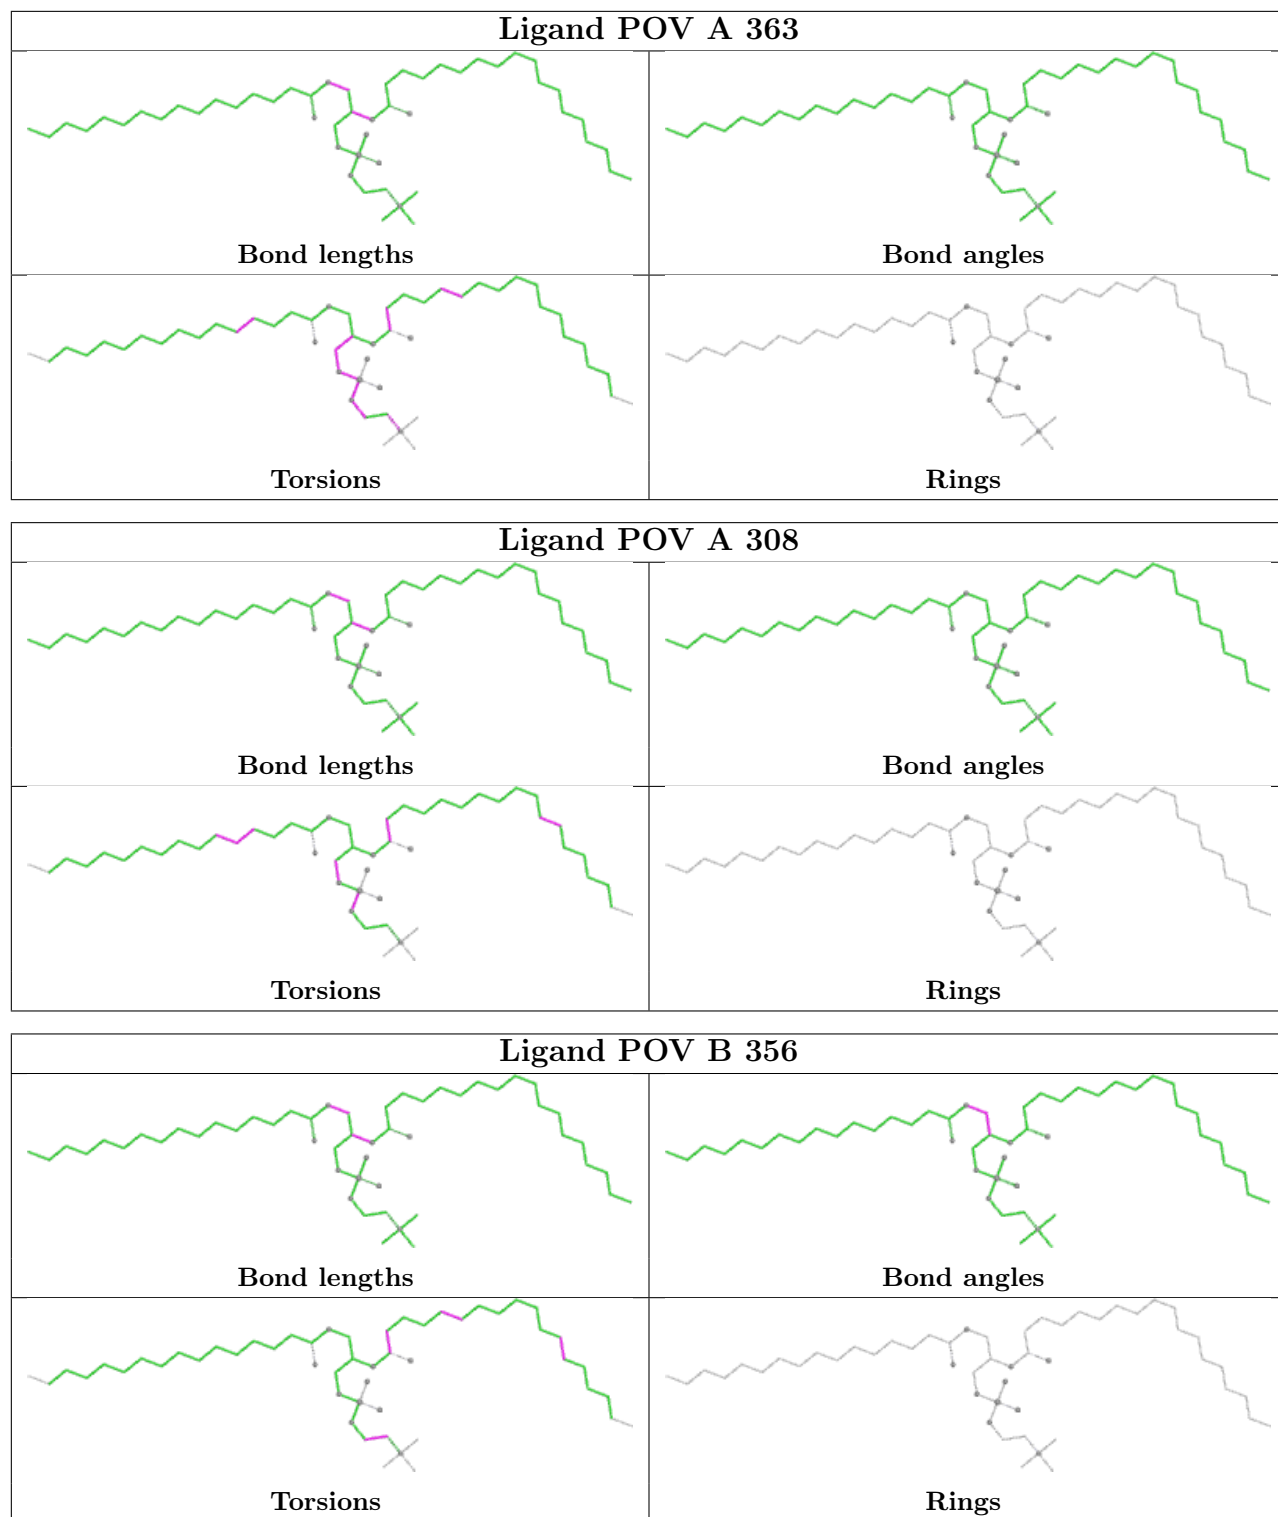 Ligand POV A 363
Bond lengths
Bond angles
Torsions
Rings
Ligand POV A 308
Bond lengths
Bond angles
Torsions
Rings
Ligand POV B 356
Bond lengths
Bond angles
Torsions
Rings